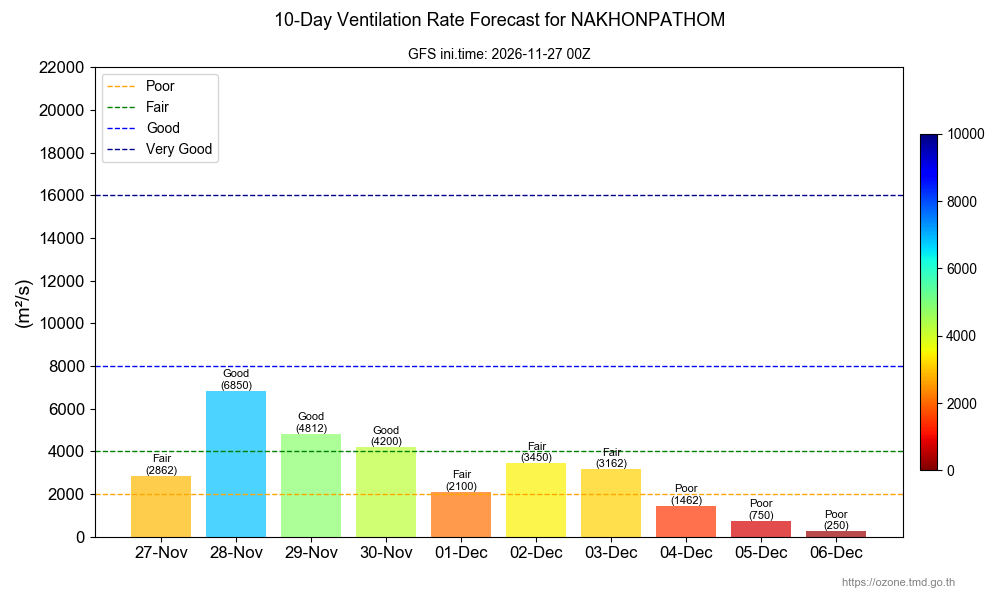 10-Day Ventilation Rate Forecast for NAKHONPATHOM
GFS ini.time: 2026-11-27 00Z
22000
20000
18000
16000
14000
12000
10000
8000
6000
4000
2000
0
(m²/s)
Poor
Fair
Good
Very Good
Fair
(2862)
Good
(6850)
Good
(4812)
Good
(4200)
Fair
(2100)
Fair
(3450)
Fair
(3162)
Poor
(1462)
Poor
(750)
Poor
(250)
27-Nov 28-Nov 29-Nov 30-Nov 01-Dec 02-Dec 03-Dec 04-Dec 05-Dec 06-Dec
10000
8000
6000
4000
2000
0
https://ozone.tmd.go.th